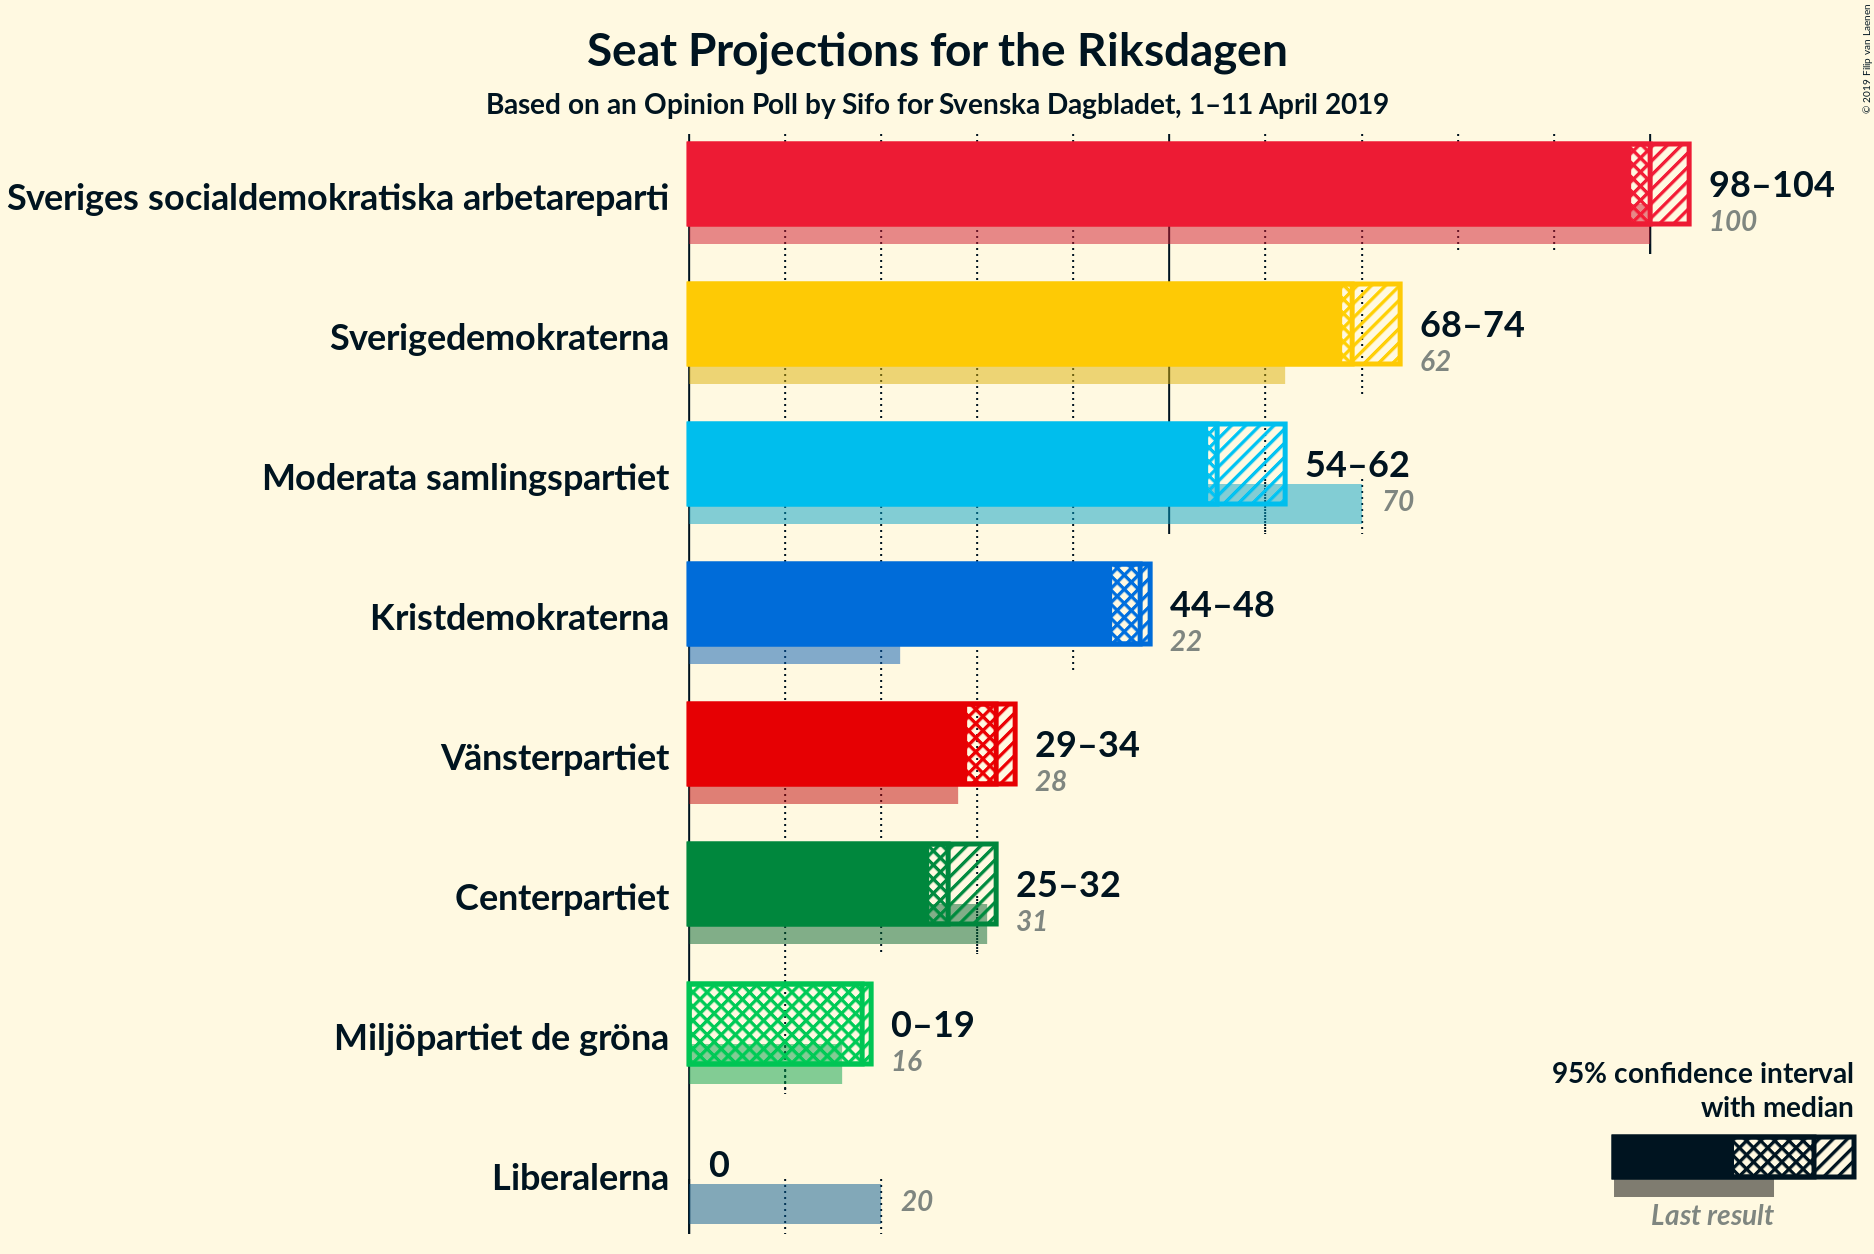 Seat Projections for the Riksdagen
Based on an Opinion Poll by Sifo for Svenska Dagbladet, 1–11 April 2019
© 2019 Filip van Laenen
Sveriges socialdemokratiska arbetareparti
98–104
100
Sverigedemokraterna
68–74
62
Moderata samlingspartiet
54–62
70
Kristdemokraterna
44–48
22
Vänsterpartiet
29–34
28
Centerpartiet
25–32
31
Miljöpartiet de gröna
0–19
16
Liberalerna
0
20
95% confidence interval
with median
Last result